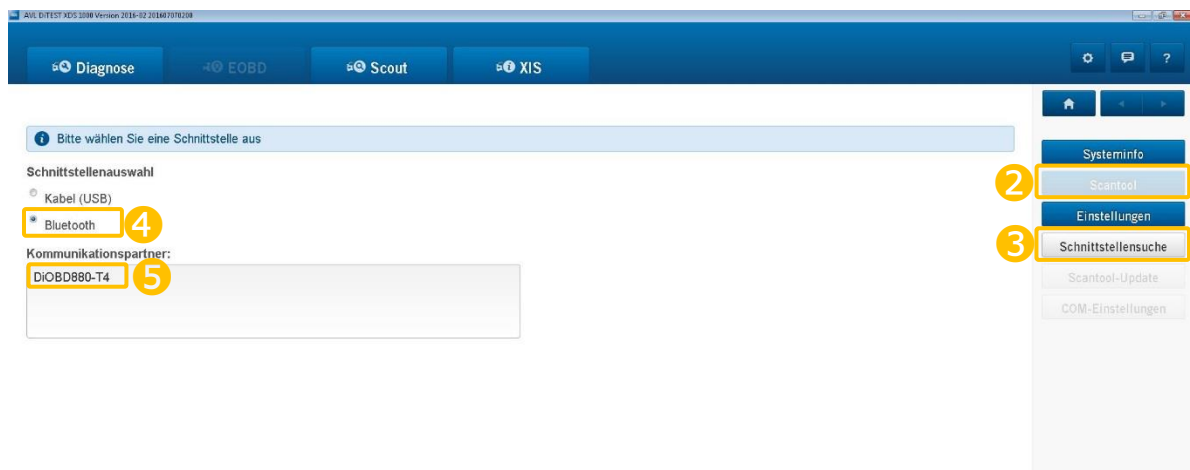 AVL DiTEST XDS 1000 Version 2016-02 201607070208
Diagnose
EOBD
Scout
XIS
?
Bitte wählen Sie eine Schnittstelle aus
Systeminfo
Schnittstellenauswahl
2
Scantool
Kabel (USB)
Einstellungen
Bluetooth
4
3
Schnittstellensuche
Kommunikationspartner:
DiOBD880-T4
5
Scantool-Update
COM-Einstellungen